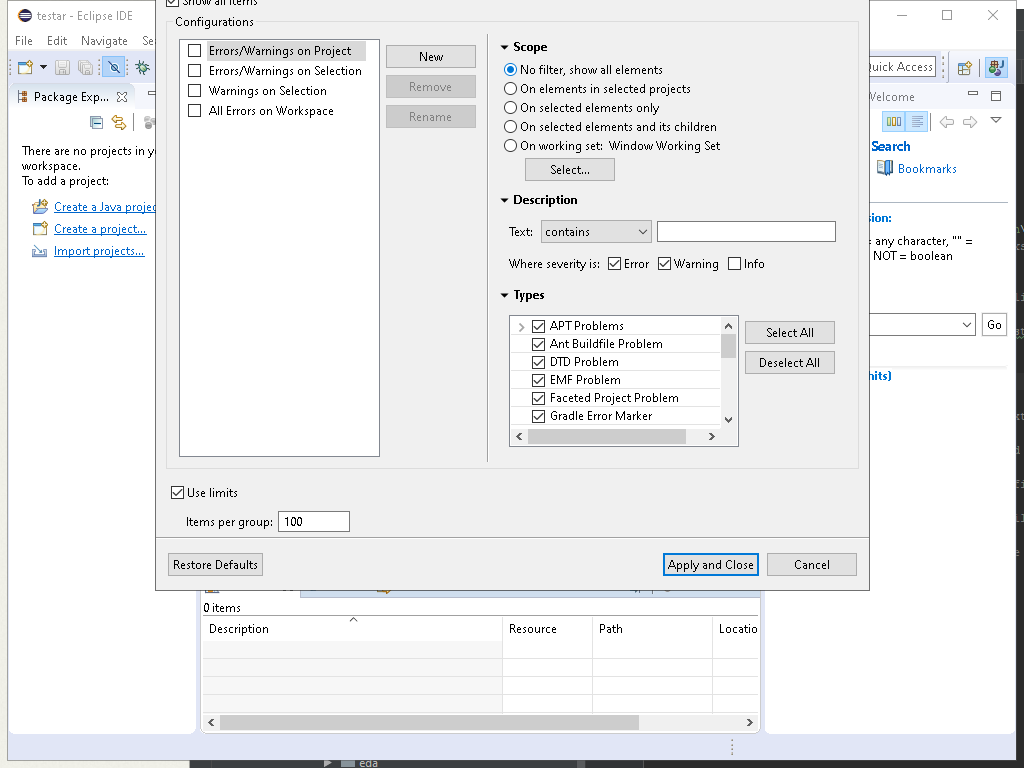 testar - Eclipse IDE
Show all items
File Edit Navigate Se
Configurations
Errors/Warnings on Project
Errors/Warnings on Selection
Warnings on Selection
All Errors on Workspace
New
Remove
Rename
Scope
No filter, show all elements
On elements in selected projects
On selected elements only
On selected elements and its children
On working set: Window Working Set
Select...
Description
Text: contains
Where severity is: Error Warning Info
Types
APT Problems
Ant Buildfile Problem
DTD Problem
EMF Problem
Faceted Project Problem
Gradle Error Marker
Select All
Deselect All
Use limits
Items per group: 100
Restore Defaults
Apply and Close
Cancel
Package Exp...
There are no projects in y
workspace.
To add a project:
Create a Java projec
Create a project...
Import projects...
Quick Access
Welcome
Search
Bookmarks
sion:
= any character, "" =
NOT = boolean
Go
hits)
0 items
Description Resource Path Locatio
eda